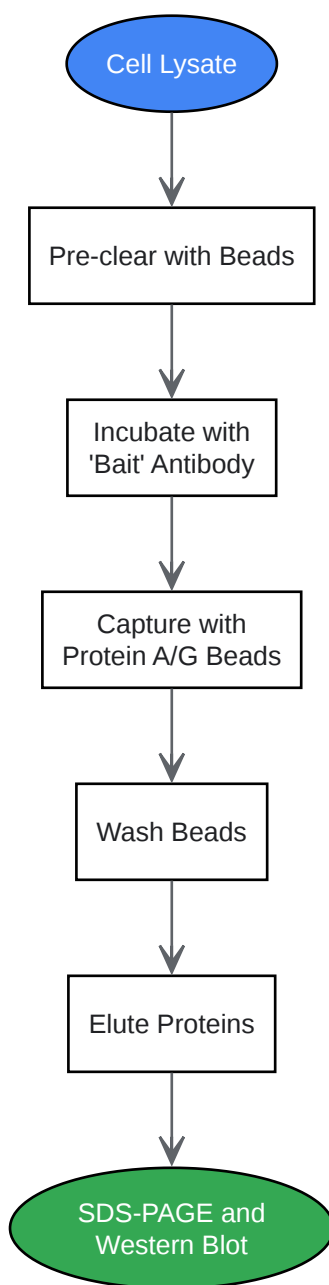 Cell Lysate
Pre-clear with Beads
Incubate with
'Bait' Antibody
Capture with
Protein A/G Beads
Wash Beads
Elute Proteins
SDS-PAGE and
Western Blot